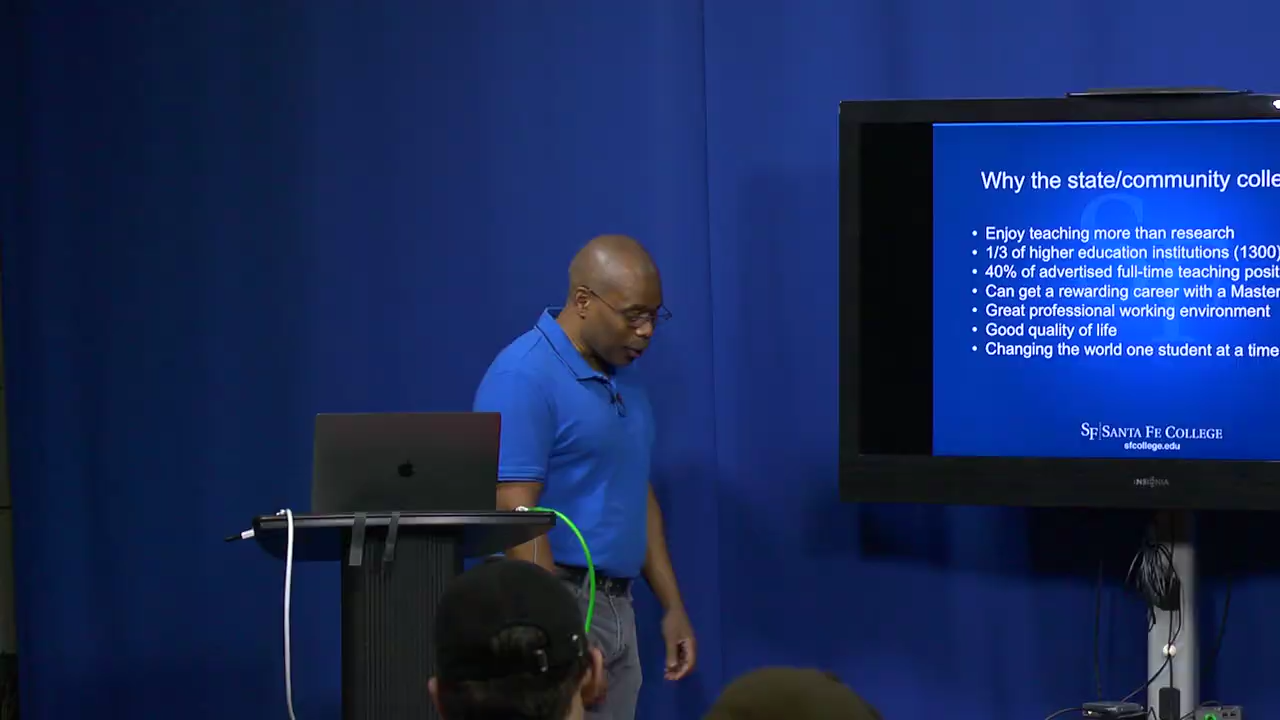 Why the state/community colle
• Enjoy teaching more than research
• 1/3 of higher education institutions (1300)
• 40% of advertised full-time teaching posit
• Can get a rewarding career with a Master
• Great professional working environment
• Good quality of life
• Changing the world one student at a time
SF SANTA FE COLLEGE
sfcollege.edu
INSIGNIA